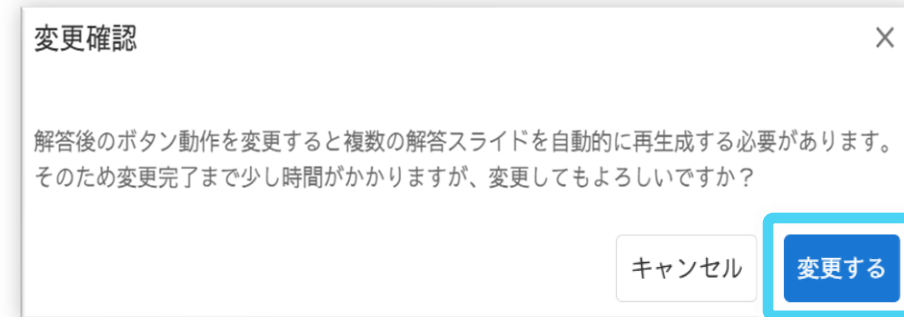 変更確認
解答後のボタン動作を変更すると複数の解答スライドを自動的に再生成する必要があります。
そのため変更完了まで少し時間がかかりますが、変更してもよろしいですか？
キャンセル
変更する